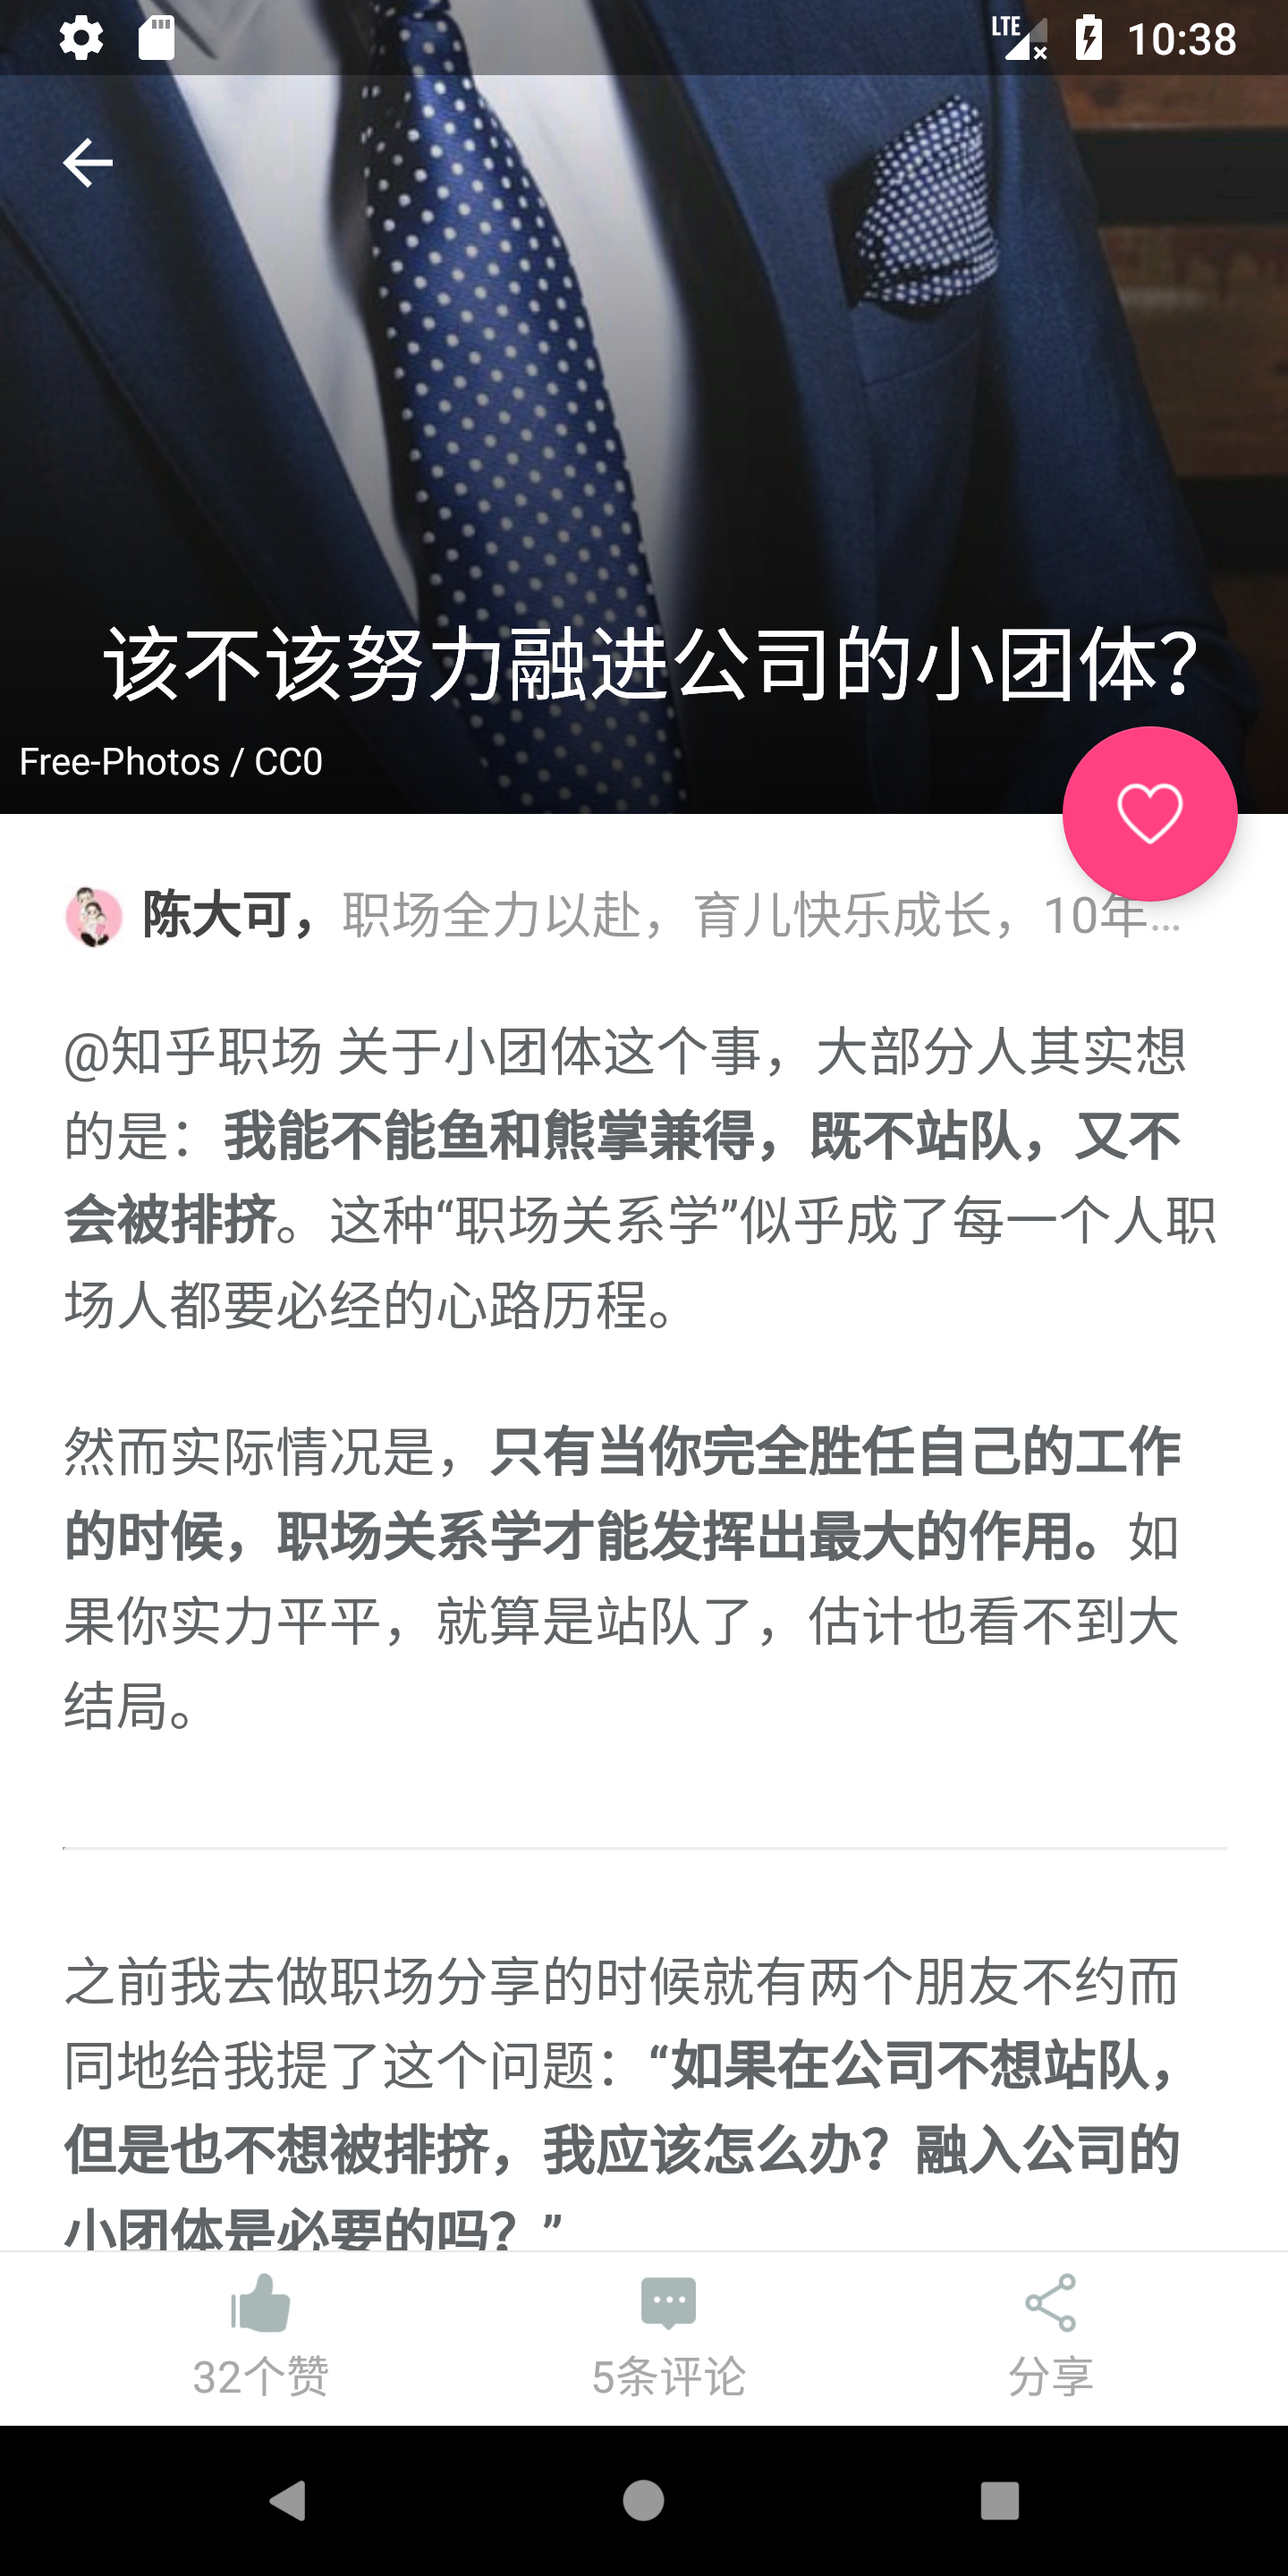 LTE 10:38
该不该努力融进公司的小团体？
Free-Photos / CC0
陈大可，职场全力以赴，育儿快乐成长，10年…
@知乎职场 关于小团体这个事，大部分人其实想
的是：我能不能鱼和熊掌兼得，既不站队，又不
会被排挤。这种“职场关系学”似乎成了每一个人职
场人都要必经的心路历程。
然而实际情况是，只有当你完全胜任自己的工作
的时候，职场关系学才能发挥出最大的作用。如
果你实力平平，就算是站队了，估计也看不到大
结局。
之前我去做职场分享的时候就有两个朋友不约而
同地给我提了这个问题：“如果在公司不想站队，
但是也不想被排挤，我应该怎么办？融入公司的
小团体是必要的吗？”
32个赞
5条评论
分享